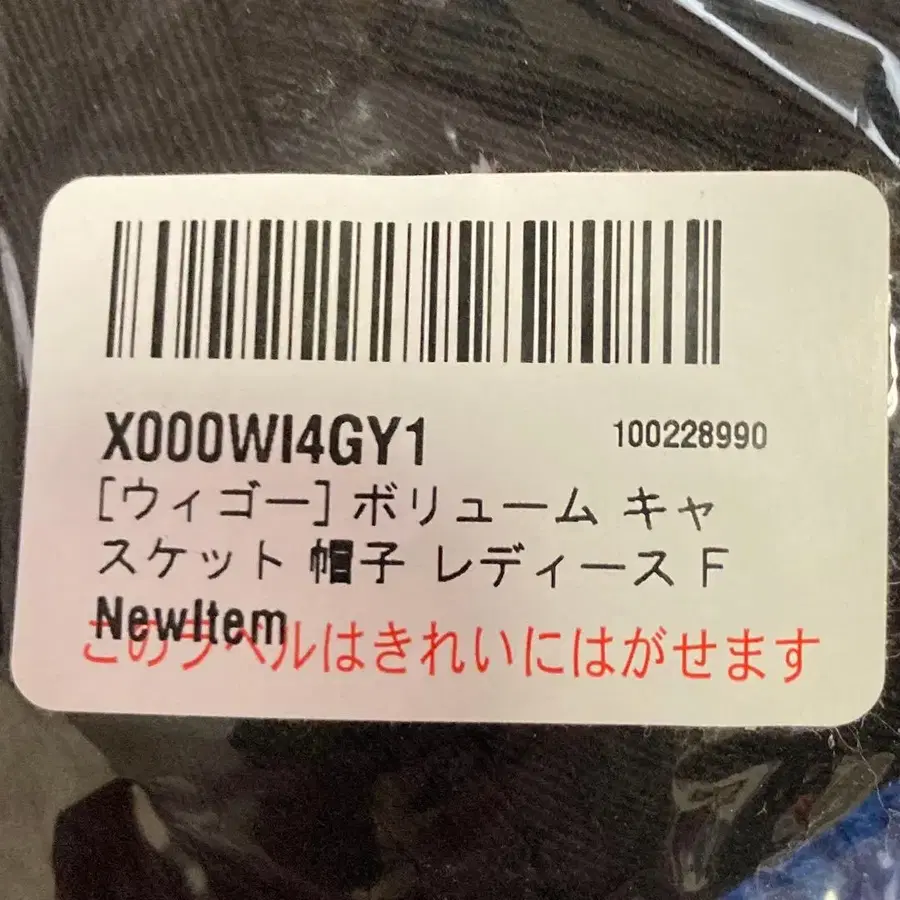 X000WI4GY1 100228990
[ウィゴー] ボリューム キャ
スケット 帽子 レディース F
NewItem
このラベルはきれいにはがせます